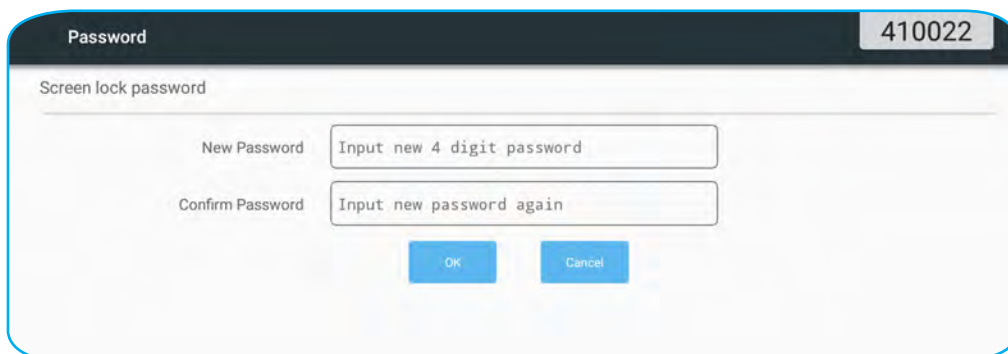 Password
410022
Screen lock password
New Password
Input new 4 digit password
Confirm Password
Input new password again
OK
Cancel